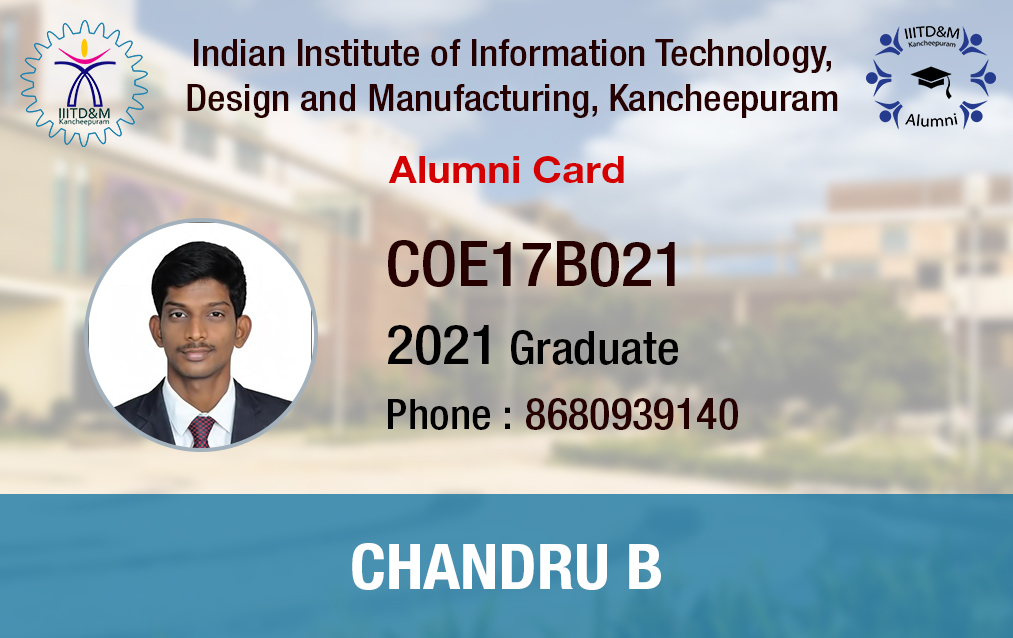 IIITD&M
Kancheepuram
Indian Institute of Information Technology,
Design and Manufacturing, Kancheepuram
IIITD&M
Kancheepuram
Alumni
Alumni Card
COE17B021
2021 Graduate
Phone : 8680939140
CHANDRU B